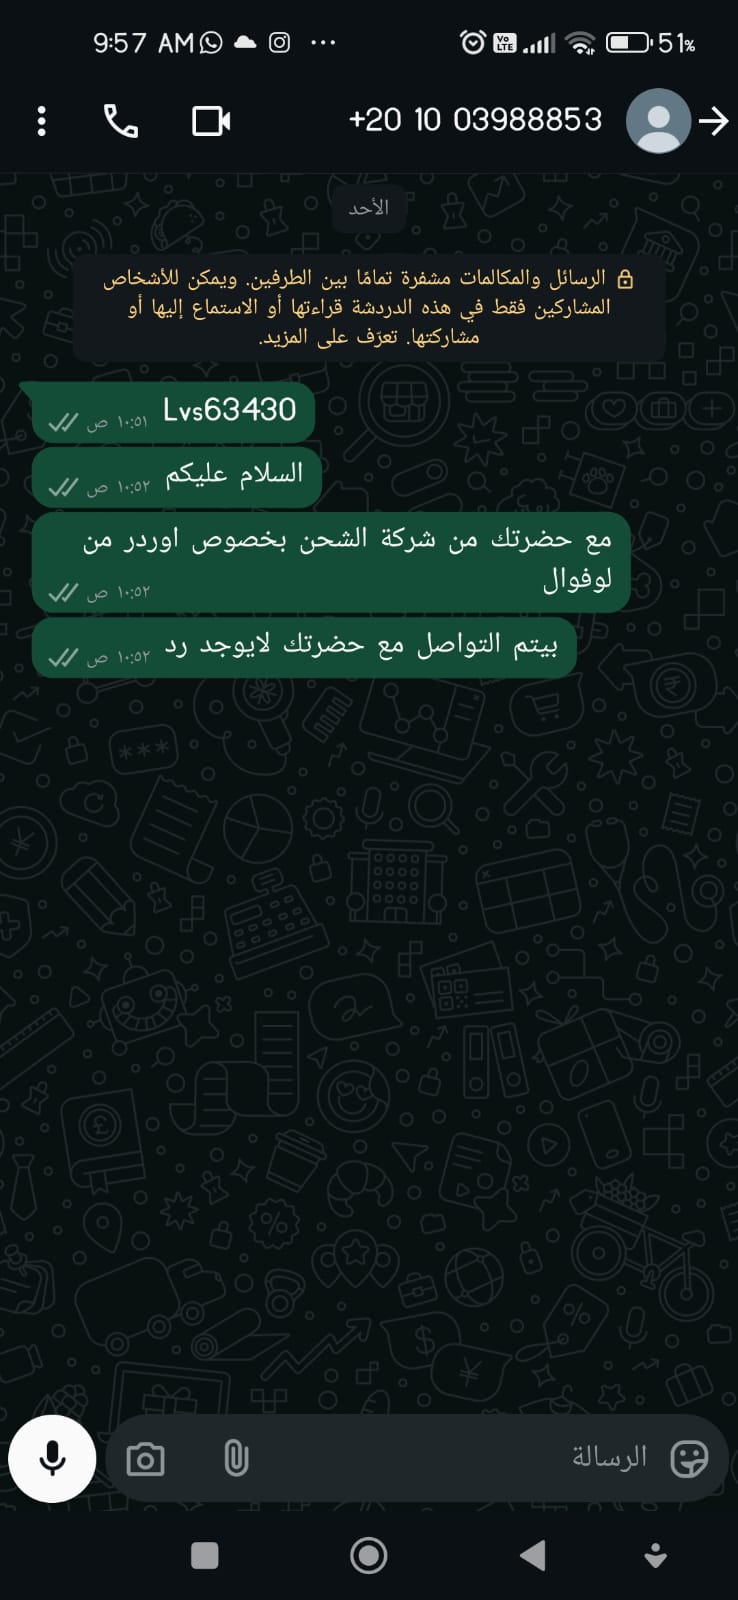 9:57 AM ... 51%
+20 10 03988853
الأحد
الرسائل والمكالمات مشفرة تمامًا بين الطرفين. ويمكن للأشخاص
المشاركين فقط في هذه الدردشة قراءتها أو الاستماع إليها أو
مشاركتها. تعرّف على المزيد.
Lvs63430
١٠:٥١ ص
السلام عليكم
١٠:٥٢ ص
مع حضرتك من شركة الشحن بخصوص اوردر من
لوفوال
١٠:٥٢ ص
بيتم التواصل مع حضرتك لايوجد رد
١٠:٥٢ ص
الرسالة